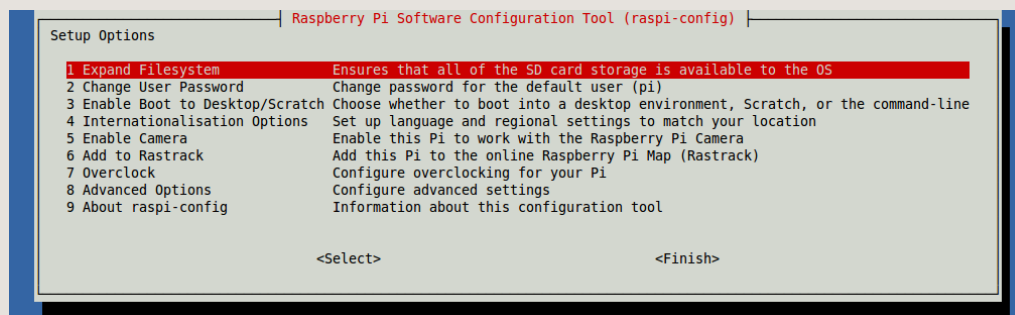 Raspberry Pi Software Configuration Tool (raspi-config)
Setup Options
1 Expand Filesystem Ensures that all of the SD card storage is available to the OS
2 Change User Password Change password for the default user (pi)
3 Enable Boot to Desktop/Scratch Choose whether to boot into a desktop environment, Scratch, or the command-line
4 Internationalisation Options Set up language and regional settings to match your location
5 Enable Camera Enable this Pi to work with the Raspberry Pi Camera
6 Add to Rastrack Add this Pi to the online Raspberry Pi Map (Rastrack)
7 Overclock Configure overclocking for your Pi
8 Advanced Options Configure advanced settings
9 About raspi-config Information about this configuration tool
<Select> <Finish>